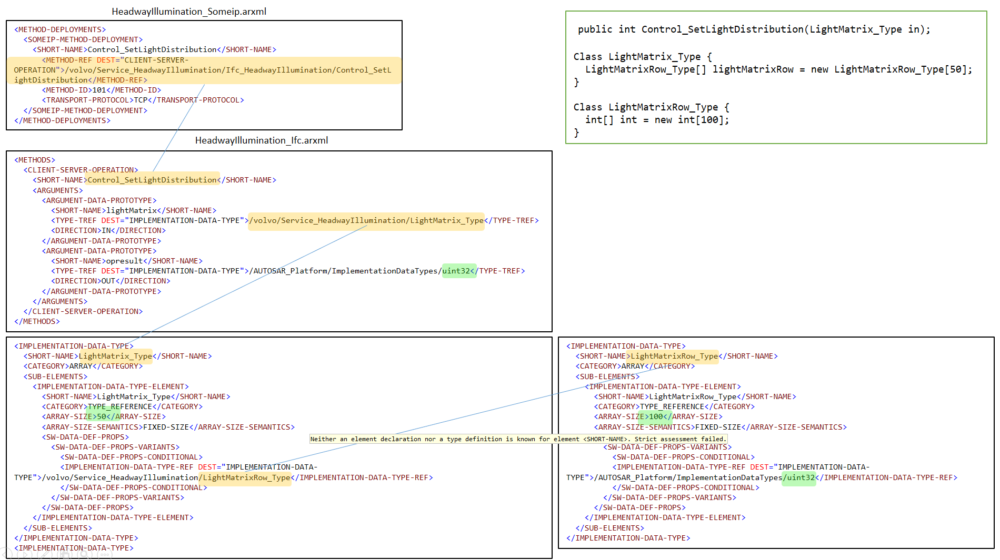 HeadwayIllumination_Someip.arxml
<METHOD-DEPLOYMENTS>
<SOMEIP-METHOD-DEPLOYMENT>
<SHORT-NAME>Control_SetLightDistribution</SHORT-NAME>
<METHOD-REF DEST="CLIENT-SERVER-
OPERATION">/volvo/Service_HeadwayIllumination/Ifc_HeadwayIllumination/Control_SetL
ightDistribution</METHOD-REF>
<METHOD-ID>101</METHOD-ID>
<TRANSPORT-PROTOCOL>TCP</TRANSPORT-PROTOCOL>
</SOMEIP-METHOD-DEPLOYMENT>
</METHOD-DEPLOYMENTS>
public int Control_SetLightDistribution(LightMatrix_Type in);
Class LightMatrix_Type {
LightMatrixRow_Type[] lightMatrixRow = new LightMatrixRow_Type[50];
}
Class LightMatrixRow_Type {
int[] int = new int[100];
}
HeadwayIllumination_Ifc.arxml
<METHODS>
<CLIENT-SERVER-OPERATION>
<SHORT-NAME>Control_SetLightDistribution</SHORT-NAME>
<ARGUMENTS>
<ARGUMENT-DATA-PROTOTYPE>
<SHORT-NAME>lightMatrix</SHORT-NAME>
<TYPE-TREF DEST="IMPLEMENTATION-DATA-TYPE">/volvo/Service_HeadwayIllumination/LightMatrix_Type</TYPE-TREF>
<DIRECTION>IN</DIRECTION>
</ARGUMENT-DATA-PROTOTYPE>
<ARGUMENT-DATA-PROTOTYPE>
<SHORT-NAME>opresult</SHORT-NAME>
<TYPE-TREF DEST="IMPLEMENTATION-DATA-TYPE">/AUTOSAR_Platform/ImplementationDataTypes/uint32</TYPE-TREF>
<DIRECTION>OUT</DIRECTION>
</ARGUMENT-DATA-PROTOTYPE>
</ARGUMENTS>
</CLIENT-SERVER-OPERATION>
</METHODS>
<IMPLEMENTATION-DATA-TYPE>
<SHORT-NAME>LightMatrix_Type</SHORT-NAME>
<CATEGORY>ARRAY</CATEGORY>
<SUB-ELEMENTS>
<IMPLEMENTATION-DATA-TYPE-ELEMENT>
<SHORT-NAME>LightMatrix_Type</SHORT-NAME>
<CATEGORY>TYPE_REFERENCE</CATEGORY>
<ARRAY-SIZE>50</ARRAY-SIZE>
<ARRAY-SIZE-SEMANTICS>FIXED-SIZE</ARRAY-SIZE-SEMANTICS>
<SW-DATA-DEF-PROPS>
<SW-DATA-DEF-PROPS-VARIANTS>
<SW-DATA-DEF-PROPS-CONDITIONAL>
<IMPLEMENTATION-DATA-TYPE-REF DEST="IMPLEMENTATION-DATA-
TYPE">/volvo/Service_HeadwayIllumination/LightMatrixRow_Type</IMPLEMENTATION-DATA-TYPE-REF>
</SW-DATA-DEF-PROPS-CONDITIONAL>
</SW-DATA-DEF-PROPS-VARIANTS>
</SW-DATA-DEF-PROPS>
</IMPLEMENTATION-DATA-TYPE-ELEMENT>
</SUB-ELEMENTS>
</IMPLEMENTATION-DATA-TYPE>
<IMPLEMENTATION-DATA-TYPE>
<IMPLEMENTATION-DATA-TYPE>
<SHORT-NAME>LightMatrixRow_Type</SHORT-NAME>
<CATEGORY>ARRAY</CATEGORY>
<SUB-ELEMENTS>
<IMPLEMENTATION-DATA-TYPE-ELEMENT>
<SHORT-NAME>LightMatrixRow_Type</SHORT-NAME>
<CATEGORY>TYPE_REFERENCE</CATEGORY>
<ARRAY-SIZE>100</ARRAY-SIZE>
<ARRAY-SIZE-SEMANTICS>FIXED-SIZE</ARRAY-SIZE-SEMANTICS>
Neither an element declaration nor a type definition is known for element <SHORT-NAME>. Strict assessment failed.
<SW-DATA-DEF-PROPS-VARIANTS>
<SW-DATA-DEF-PROPS-CONDITIONAL>
<IMPLEMENTATION-DATA-TYPE-REF DEST="IMPLEMENTATION-DATA-
TYPE">/AUTOSAR_Platform/ImplementationDataTypes/uint32</IMPLEMENTATION-DATA-TYPE-REF>
</SW-DATA-DEF-PROPS-CONDITIONAL>
</SW-DATA-DEF-PROPS-VARIANTS>
</SW-DATA-DEF-PROPS>
</IMPLEMENTATION-DATA-TYPE-ELEMENT>
</SUB-ELEMENTS>
</IMPLEMENTATION-DATA-TYPE>